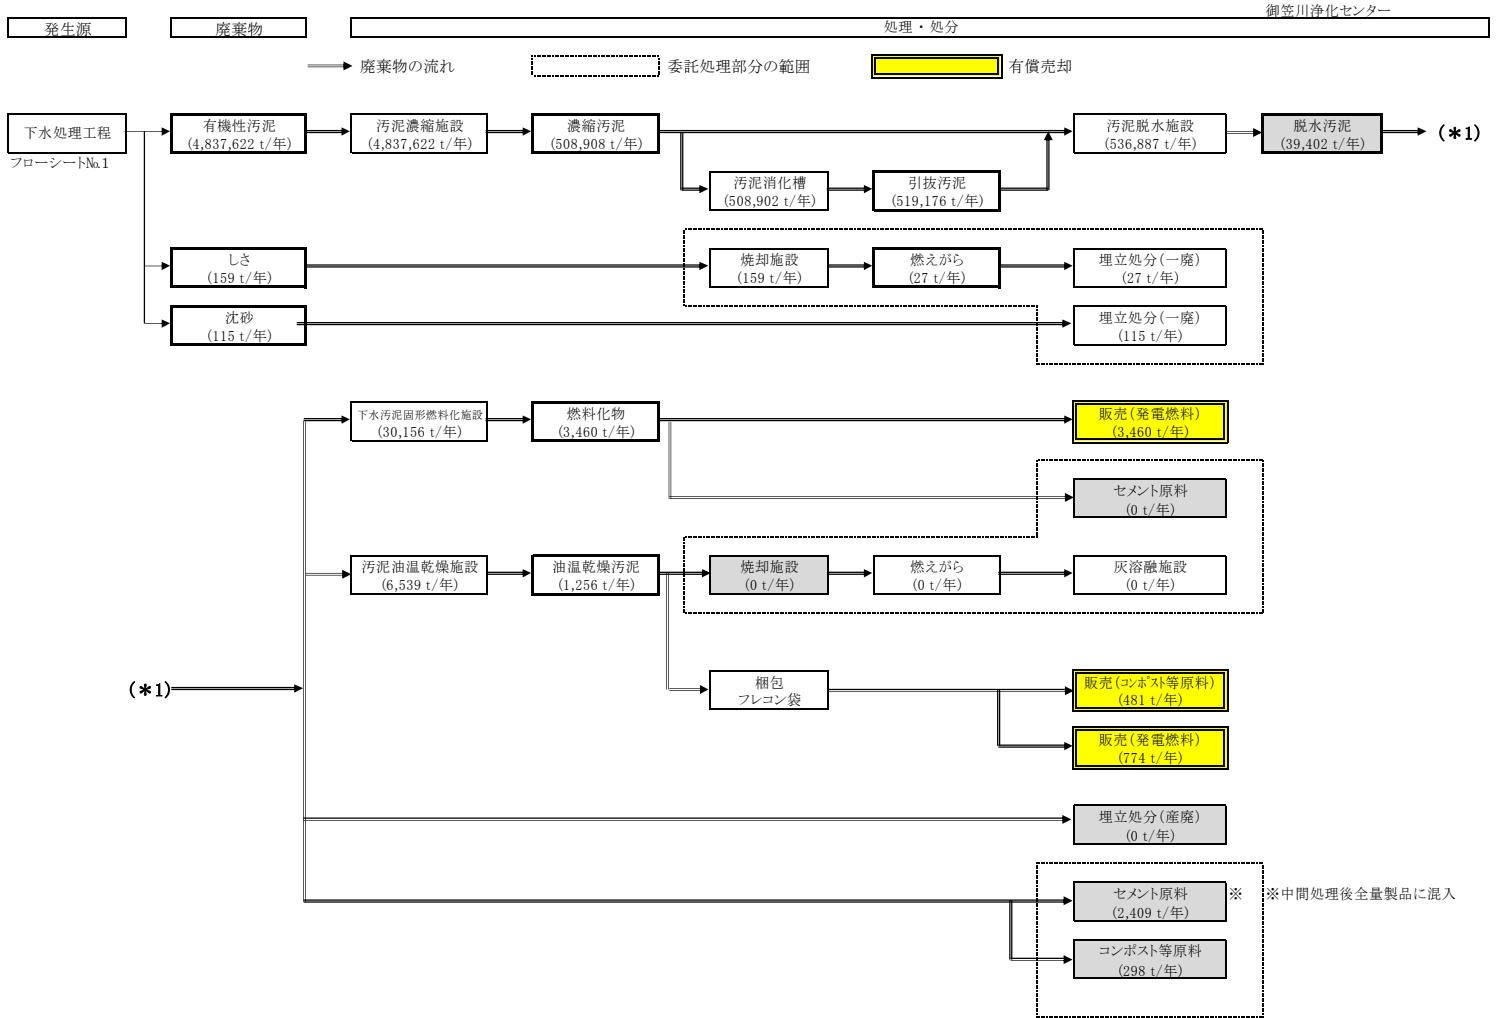 御笠川浄化センター
発生源
廃棄物
処理・処分
廃棄物の流れ
委託処理部分の範囲
有償売却
下水処理工程
フローシート№1
有機性汚泥
(4,837,622 t/年)
汚泥濃縮施設
(4,837,622 t/年)
濃縮汚泥
(508,908 t/年)
汚泥脱水施設
(536,887 t/年)
脱水汚泥
(39,402 t/年)
(＊1)
汚泥消化槽
(508,902 t/年)
引抜汚泥
(519,176 t/年)
しさ
(159 t/年)
焼却施設
(159 t/年)
燃えがら
(27 t/年)
埋立処分(一廃)
(27 t/年)
沈砂
(115 t/年)
埋立処分(一廃)
(115 t/年)
下水汚泥固形燃料化施設
(30,156 t/年)
燃料化物
(3,460 t/年)
販売(発電燃料)
(3,460 t/年)
セメント原料
(0 t/年)
汚泥油温乾燥施設
(6,539 t/年)
油温乾燥汚泥
(1,256 t/年)
焼却施設
(0 t/年)
燃えがら
(0 t/年)
灰溶融施設
(0 t/年)
(＊1)
梱包
フレコン袋
販売(ｺﾝﾎﾟｽﾄ等原料)
(481 t/年)
販売(発電燃料)
(774 t/年)
埋立処分(産廃)
(0 t/年)
セメント原料
(2,409 t/年)
※
※中間処理後全量製品に混入
コンポスト等原料
(298 t/年)